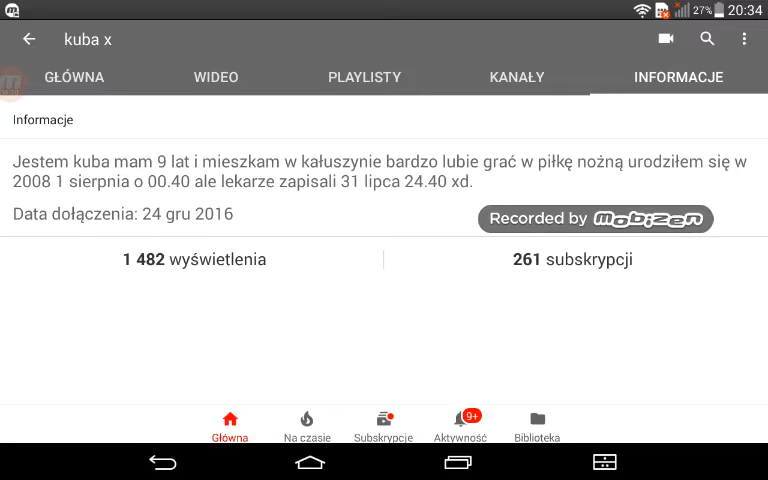 27% 20:34
kuba x
GŁÓWNA WIDEO PLAYLISTY KANAŁY INFORMACJE
Informacje
Jestem kuba mam 9 lat i mieszkam w kałuszynie bardzo lubie grać w piłkę nożną urodziłem się w
2008 1 sierpnia o 00.40 ale lekarze zapisali 31 lipca 24.40 xd.
Data dołączenia: 24 gru 2016
Recorded by mobizen
1 482 wyświetlenia 261 subskrypcji
9+
Główna Na czasie Subskrypcje Aktywność Biblioteka